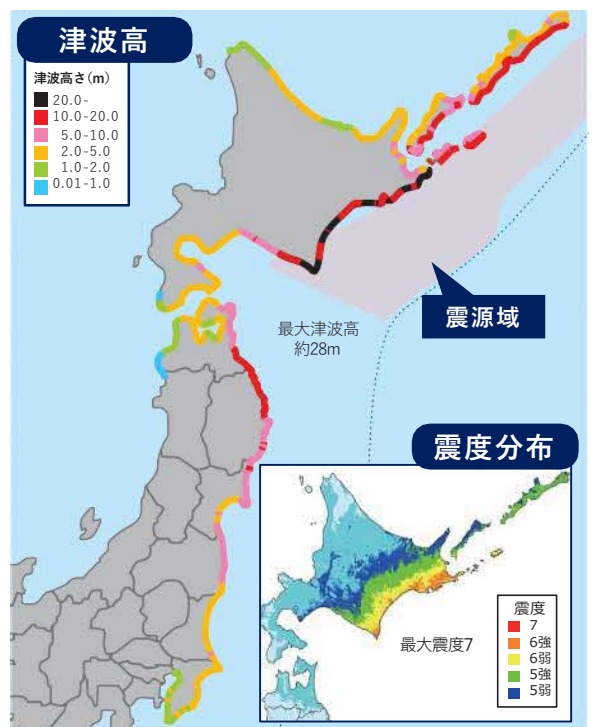 津波高
津波高さ(m)
20.0-
10.0-20.0
5.0-10.0
2.0-5.0
1.0-2.0
0.01-1.0
震源域
最大津波高
約28m
震度分布
最大震度7
震度
7
6強
6弱
5強
5弱